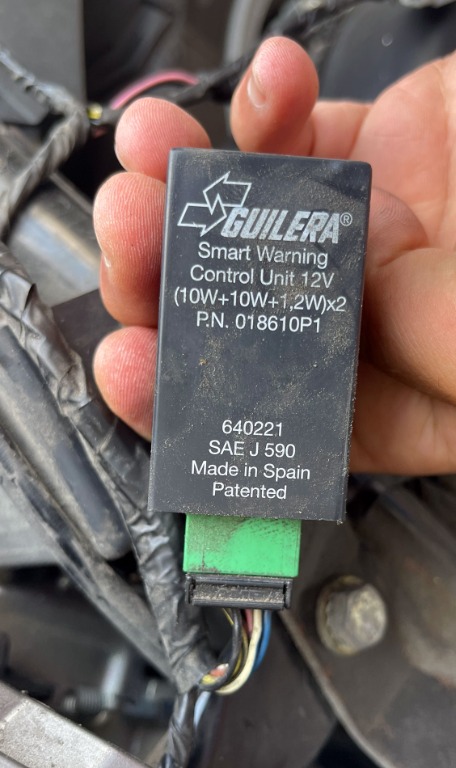 GUILERA®
Smart Warning
Control Unit 12V
(10W+10W+1,2W)x2
P.N. 018610P1
640221
SAE J 590
Made in Spain
Patented